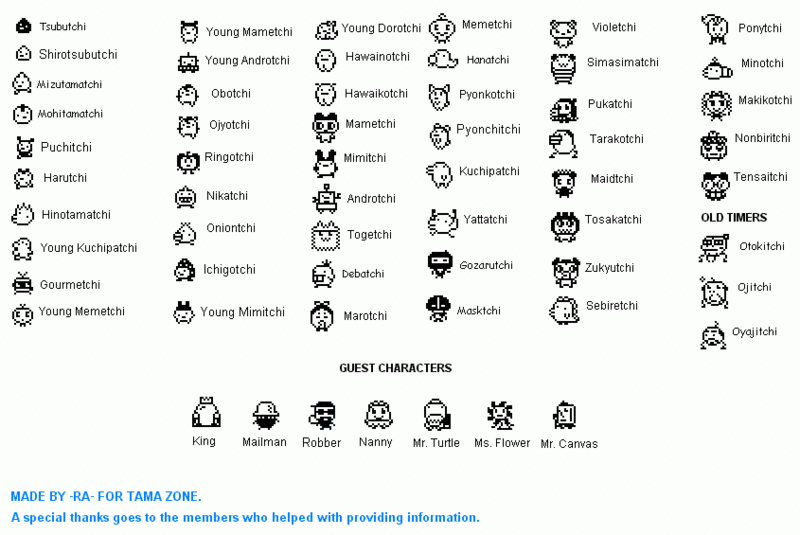 Tsubutchi
Shirotsubutchi
Mizutamatchi
Mohitamatchi
Puchitchi
Harutchi
Hinotamatchi
Young Kuchipatchi
Gourmetchi
Young Memetchi
Young Mametchi
Young Androtchi
Obotchi
Ojyotchi
Ringotchi
Nikatchi
Oniontchi
Ichigotchi
Young Mimitchi
Young Dorotchi
Hawainotchi
Hawaikotchi
Mametchi
Mimitchi
Androtchi
Togetchi
Debatchi
Marotchi
Memetchi
Hanatchi
Pyonkotchi
Pyonchitchi
Kuchipatchi
Yattatchi
Gozarutchi
Masktchi
Violetchi
Simasimatchi
Pukatchi
Tarakotchi
Maidtchi
Tosakatchi
Zukyutchi
Sebiretchi
Ponytchi
Minotchi
Makikotchi
Nonbiritchi
Tensaitchi
OLD TIMERS
Otokitchi
Ojitchi
Oyajitchi
GUEST CHARACTERS
King
Mailman
Robber
Nanny
Mr. Turtle
Ms. Flower
Mr. Canvas
MADE BY -RA- FOR TAMA ZONE.
A special thanks goes to the members who helped with providing information.